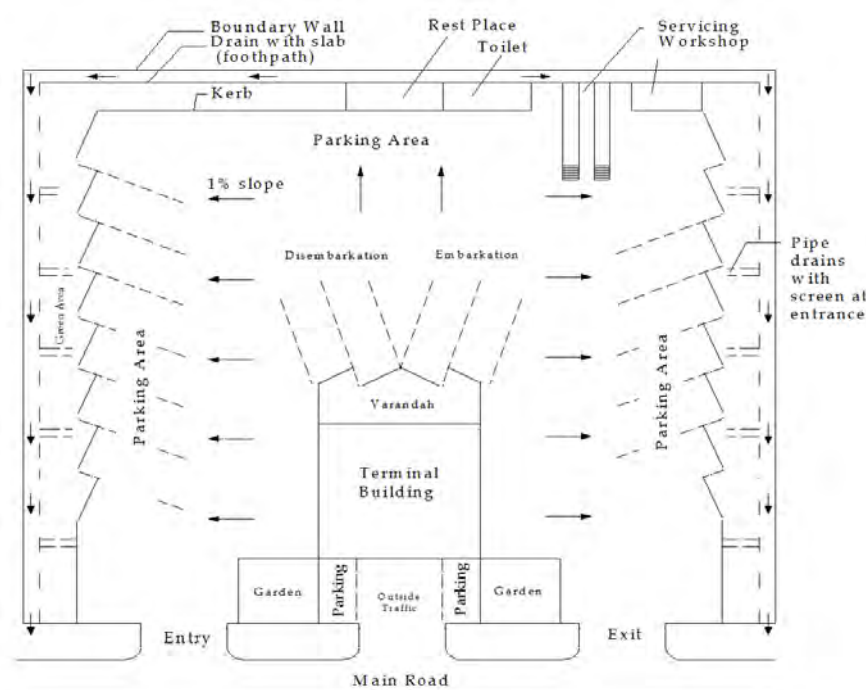 Boundary Wall
Drain with slab
(foothpath)
Rest Place
Toilet
Servicing
Workshop
Kerb
Parking Area
1% slope
Disembarkation
Embarkation
Pipe
drains
with
screen at
entrance
Green Area
Parking Area
Parking Area
Varandah
Terminal
Building
Garden
Parking
Outside
Traffic
Parking
Garden
Entry
Exit
Main Road